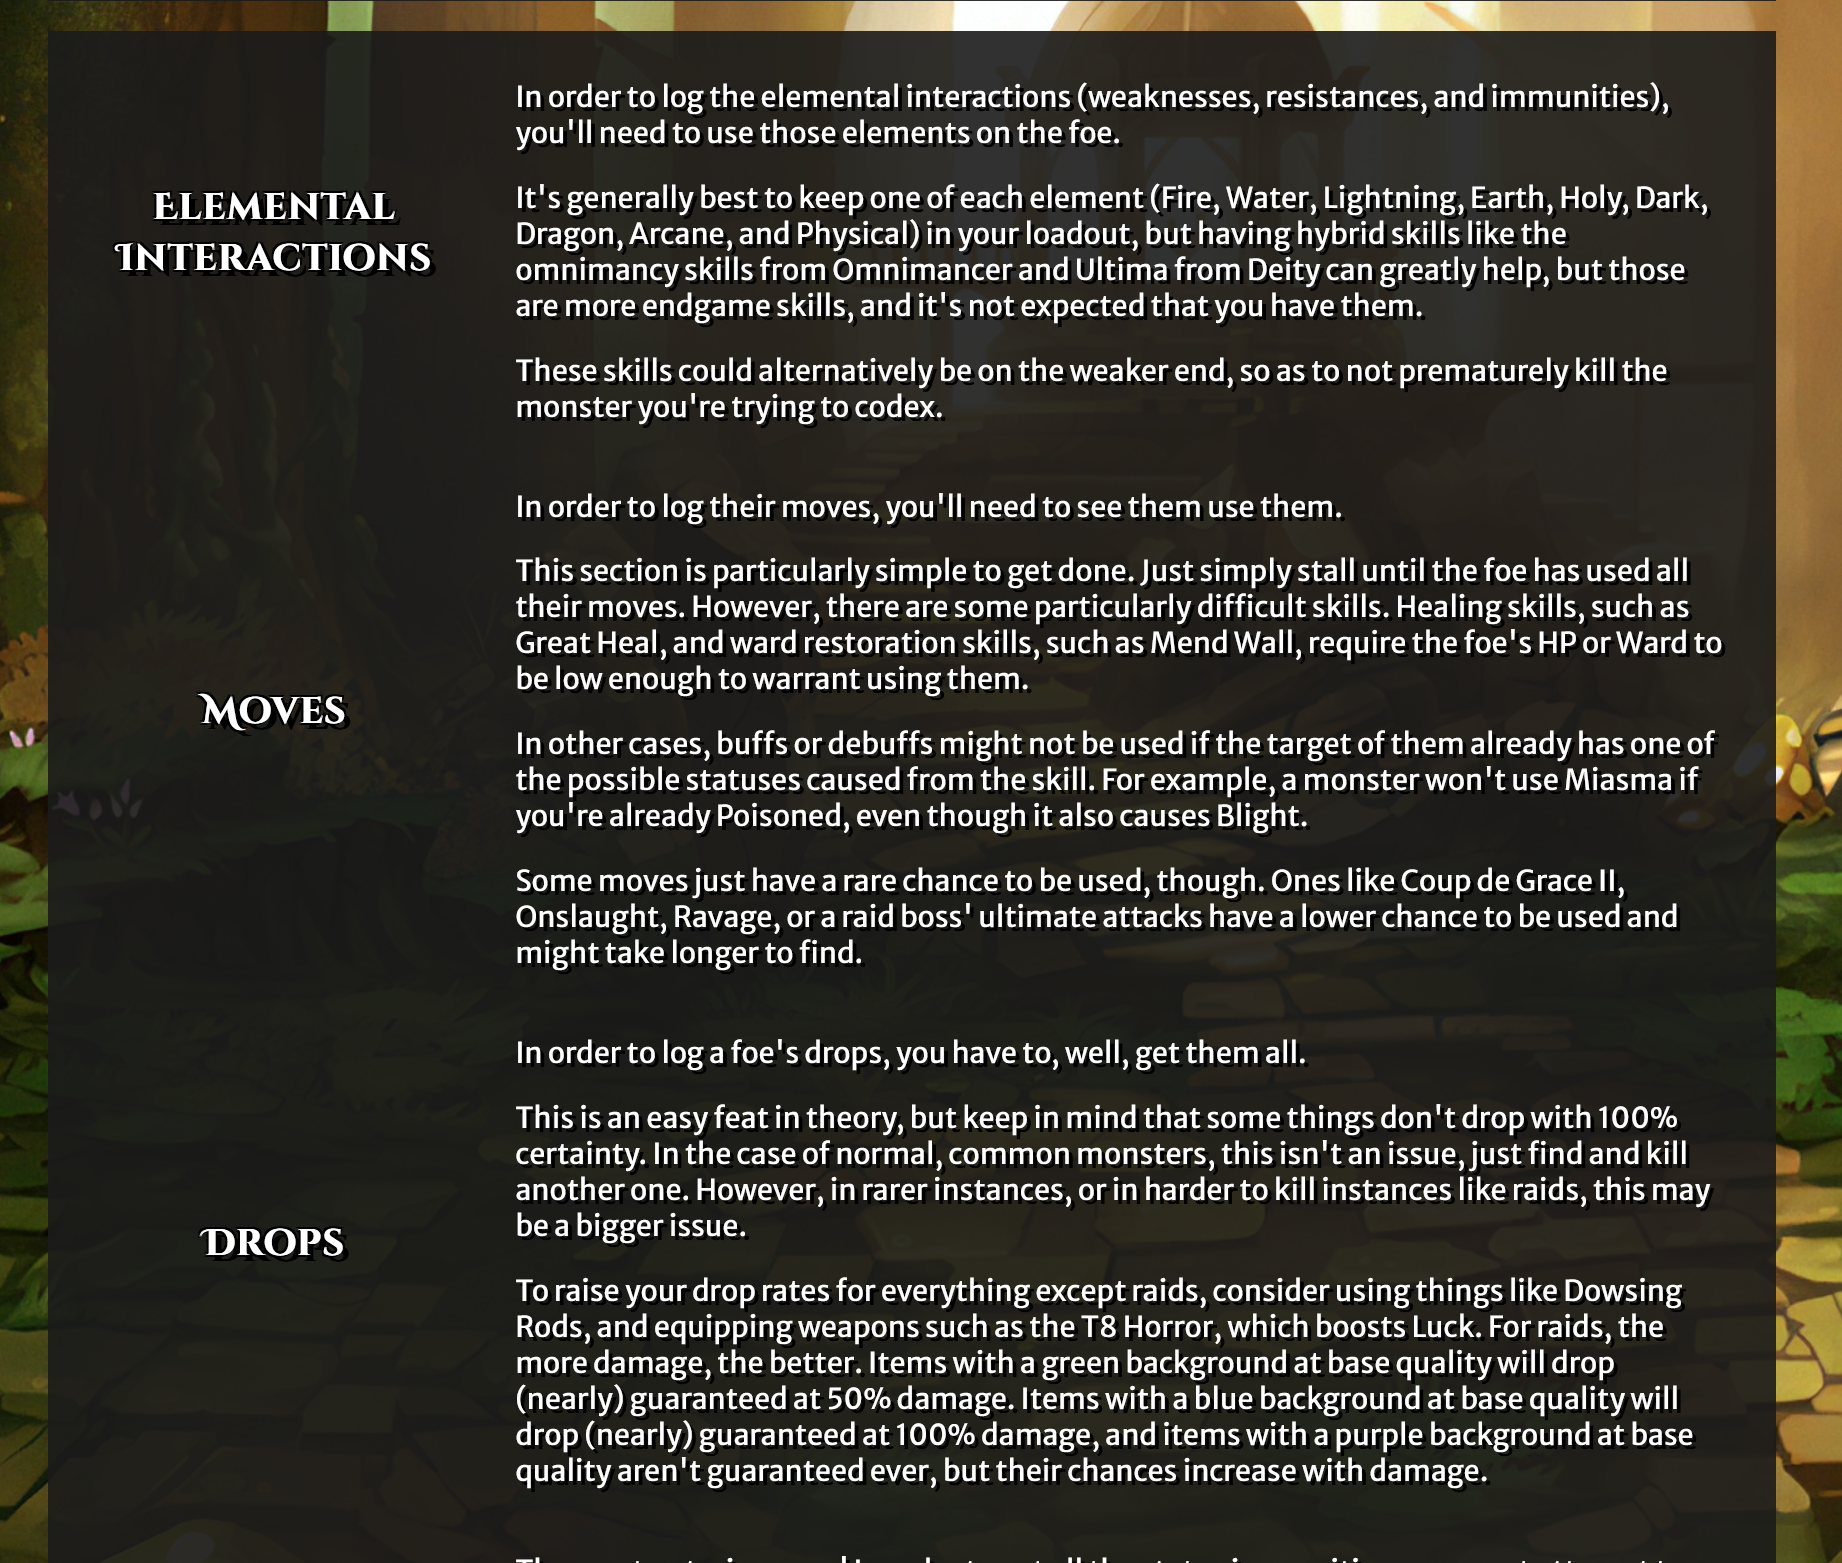 Elemental
Interactions
In order to log the elemental interactions (weaknesses, resistances, and immunities),
you'll need to use those elements on the foe.
It's generally best to keep one of each element (Fire, Water, Lightning, Earth, Holy, Dark,
Dragon, Arcane, and Physical) in your loadout, but having hybrid skills like the
omnimancy skills from Omnimancer and Ultima from Deity can greatly help, but those
are more endgame skills, and it's not expected that you have them.
These skills could alternatively be on the weaker end, so as to not prematurely kill the
monster you're trying to codex.
Moves
In order to log their moves, you'll need to see them use them.
This section is particularly simple to get done. Just simply stall until the foe has used all
their moves. However, there are some particularly difficult skills. Healing skills, such as
Great Heal, and ward restoration skills, such as Mend Wall, require the foe's HP or Ward to
be low enough to warrant using them.
In other cases, buffs or debuffs might not be used if the target of them already has one of
the possible statuses caused from the skill. For example, a monster won't use Miasma if
you're already Poisoned, even though it also causes Blight.
Some moves just have a rare chance to be used, though. Ones like Coup de Grace II,
Onslaught, Ravage, or a raid boss' ultimate attacks have a lower chance to be used and
might take longer to find.
Drops
In order to log a foe's drops, you have to, well, get them all.
This is an easy feat in theory, but keep in mind that some things don't drop with 100%
certainty. In the case of normal, common monsters, this isn't an issue, just find and kill
another one. However, in rarer instances, or in harder to kill instances like raids, this may
be a bigger issue.
To raise your drop rates for everything except raids, consider using things like Dowsing
Rods, and equipping weapons such as the T8 Horror, which boosts Luck. For raids, the
more damage, the better. Items with a green background at base quality will drop
(nearly) guaranteed at 50% damage. Items with a blue background at base quality will
drop (nearly) guaranteed at 100% damage, and items with a purple background at base
quality aren't guaranteed ever, but their chances increase with damage.